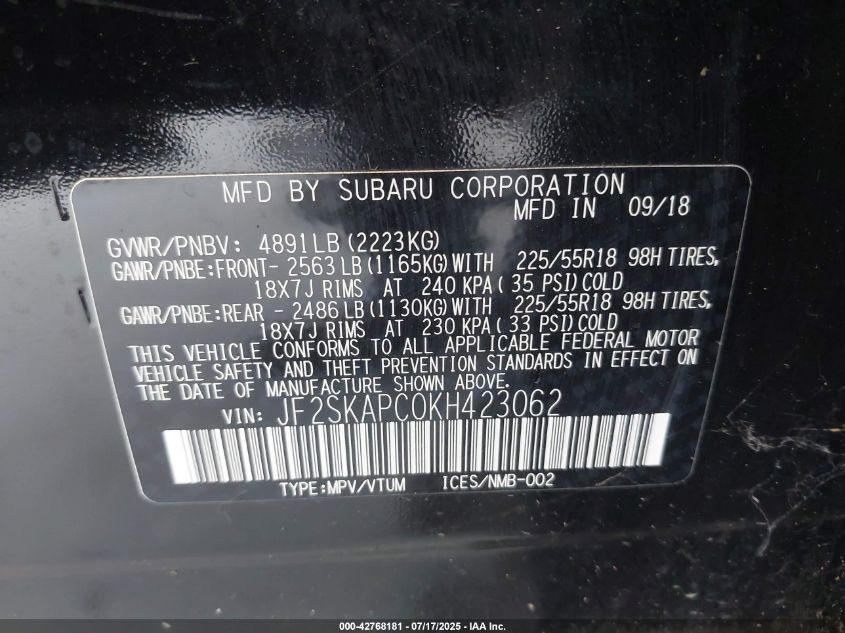 MFD BY SUBARU CORPORATION
MFD IN 09/18
GVWR/PNBV: 4891LB (2223KG)
GAWR/PNBE:FRONT- 2563 LB (1165KG) WITH 225/55R18 98H TIRES,
18X7J RIMS AT 240 KPA ( 35 PSI) COLD
GAWR/PNBE:REAR - 2486 LB (1130KG) WITH 225/55R18 98H TIRES,
18X7J RIMS AT 230 KPA ( 33 PSI) COLD
THIS VEHICLE CONFORMS TO ALL APPLICABLE FEDERAL MOTOR
VEHICLE SAFETY AND THEFT PREVENTION STANDARDS IN EFFECT ON
THE DATE OF MANUFACTURE SHOWN ABOVE.
VIN: JF2SKAPC0KH423062
TYPE:MPV/VTUM ICES/NMB-002
000-42768181 - 07/17/2025 - IAA Inc.